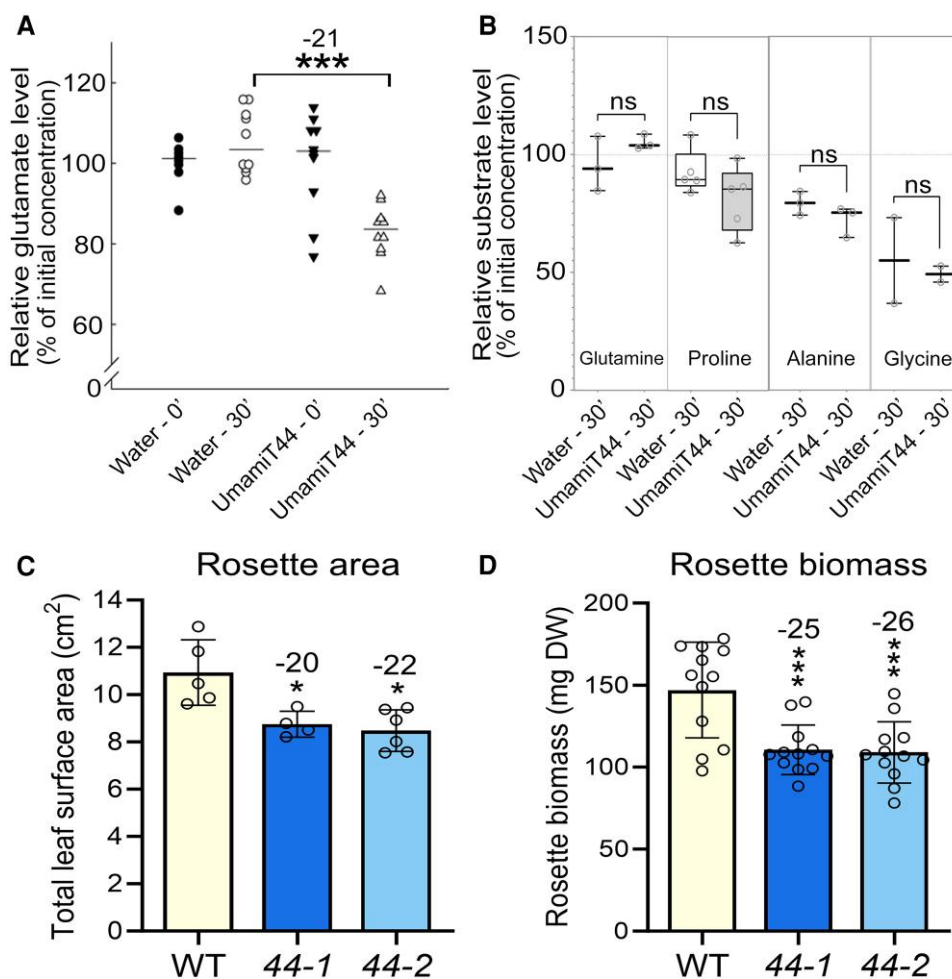 A
Relative glutamate level
(% of initial concentration)
120
100
80
60
0
-21
***
Water - 0'
Water - 30'
UmamiT44 - 0'
UmamiT44 - 30'
B
Relative substrate level
(% of initial concentration)
150
100
50
0
ns
ns
ns
ns
Glutamine
Proline
Alanine
Glycine
Water - 30'
UmamiT44 - 30'
Water - 30'
UmamiT44 - 30'
Water - 30'
UmamiT44 - 30'
Water - 30'
UmamiT44 - 30'
C
Rosette area
Total leaf surface area (cm²)
14
12
10
8
6
4
2
0
-20
*
-22
*
WT
44-1
44-2
D
Rosette biomass
Rosette biomass (mg DW)
200
150
100
50
0
-25
***
-26
***
WT
44-1
44-2